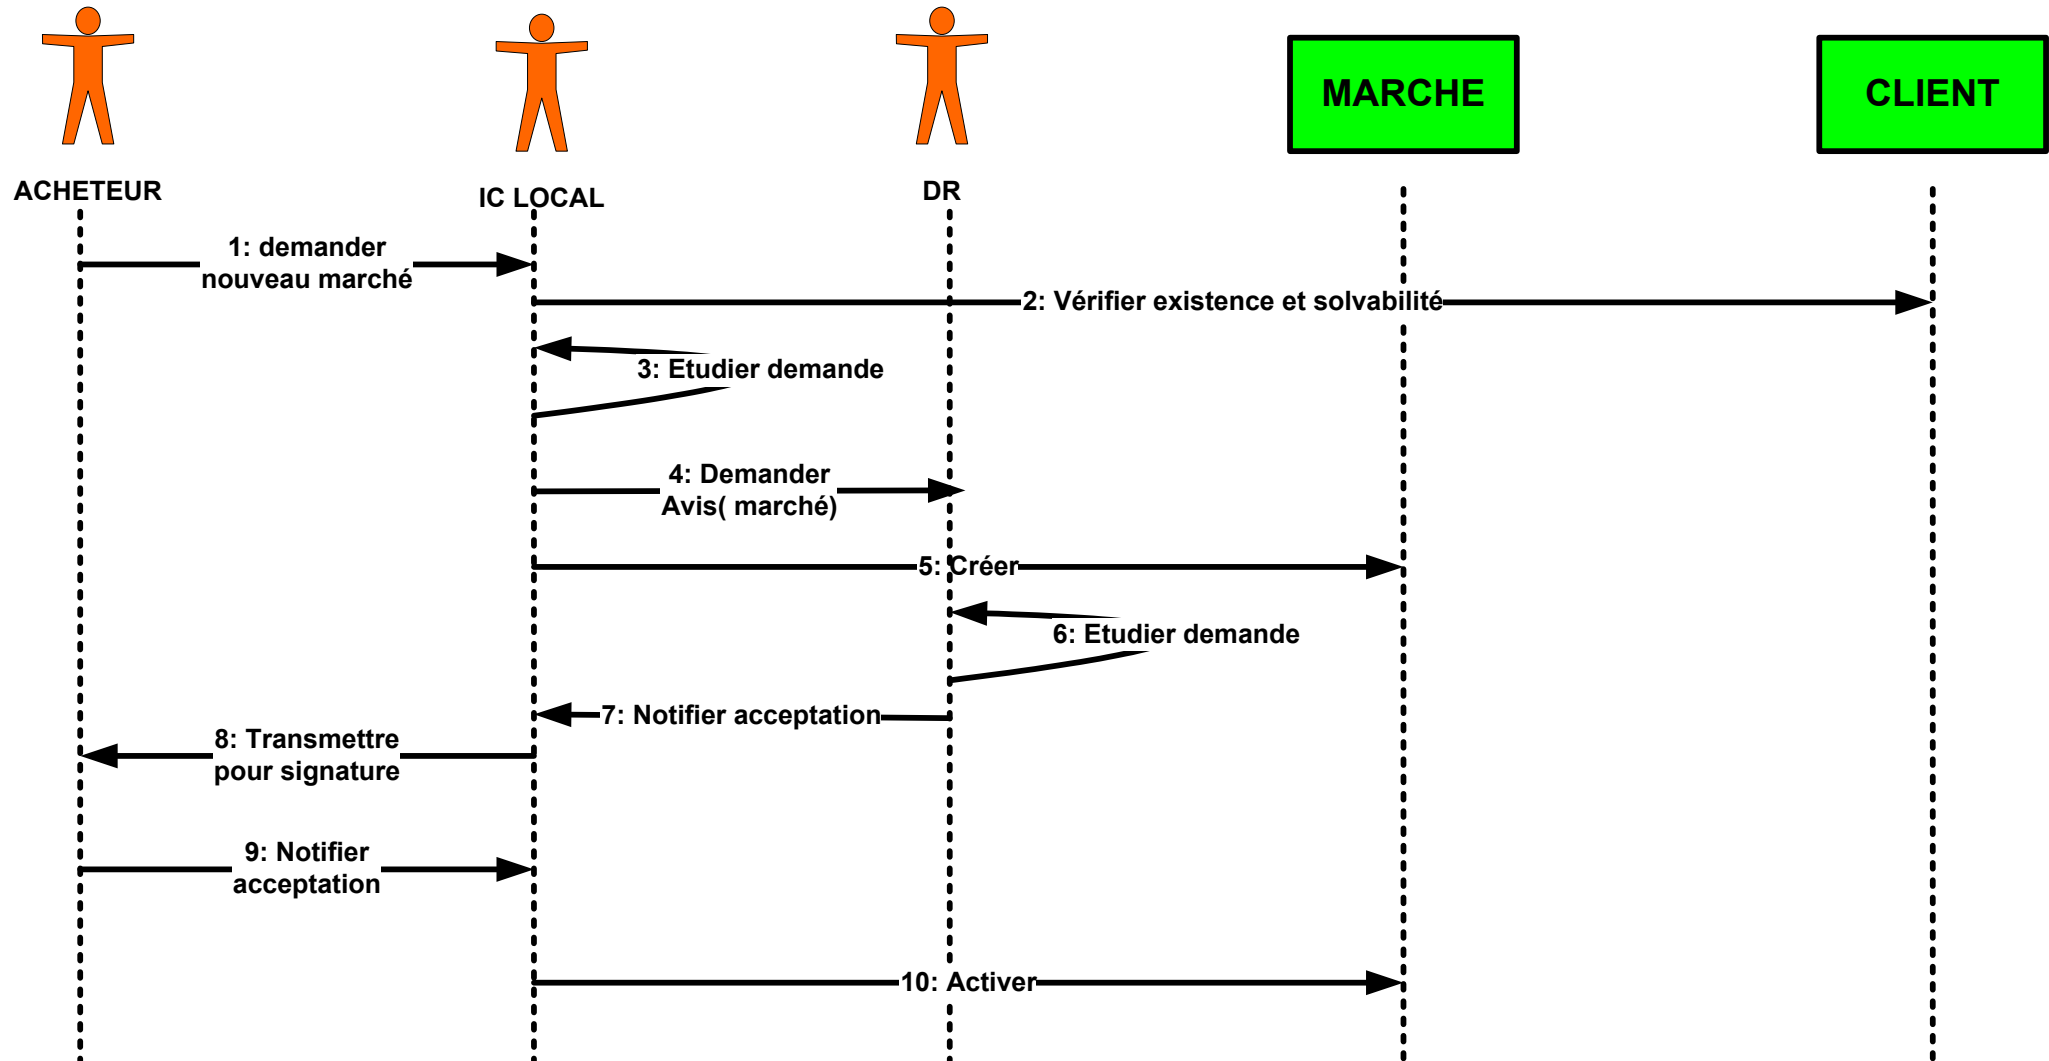 MARCHE
CLIENT
ACHETEUR
IC LOCAL
DR
1: demander
nouveau marché
2: Vérifier existence et solvabilité
3: Etudier demande
4: Demander
Avis( marché)
5: Créer
6: Etudier demande
7: Notifier acceptation
8: Transmettre
pour signature
9: Notifier
acceptation
10: Activer